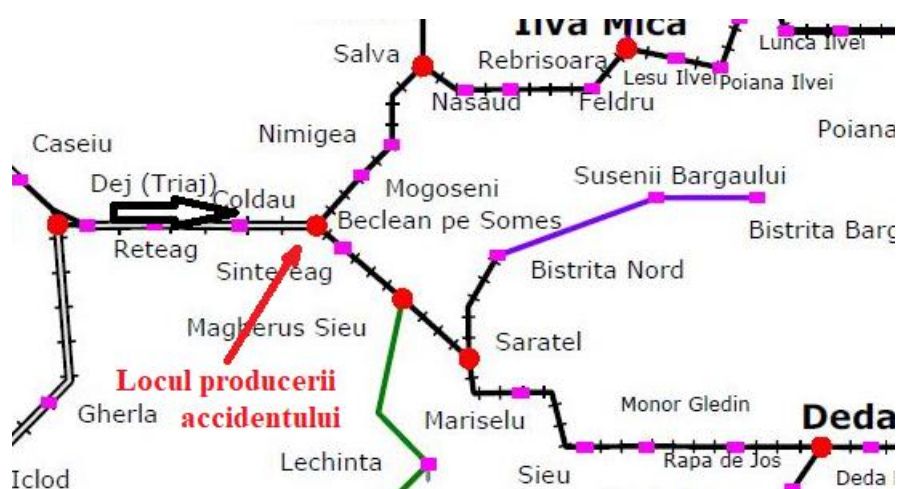 Ilva Mica
Lunca Ilvei
Salva
Rebrisoara
Lesu Ilvei
Poiana Ilvei
Nasaud
Feldru
Caseiu
Nimigea
Poiana
Dej (Triaj)
Coldau
Mogoseni
Susenii Bargaului
Beclean pe Somes
Reteag
Bistrita Barg
Sintereag
Bistrita Nord
Magherus Sieu
Saratel
Locul producerii
accidentului
Gherla
Mariselu
Monor Gledin
Deda
Lechinta
Rapa de Jos
Iclod
Sieu
Deda